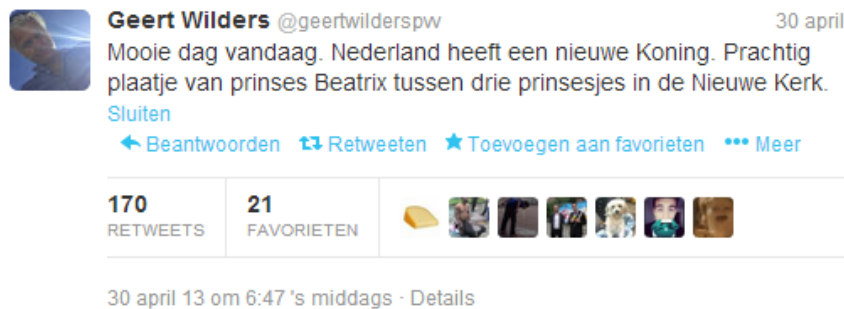 Geert Wilders @geertwilderspvv 30 april
Mooie dag vandaag. Nederland heeft een nieuwe Koning. Prachtig
plaatje van prinses Beatrix tussen drie prinsesjes in de Nieuwe Kerk.
Sluiten
Beantwoorden Retweeten Toevoegen aan favorieten Meer
170 21
RETWEETS FAVORIETEN
30 april 13 om 6:47 's middags · Details